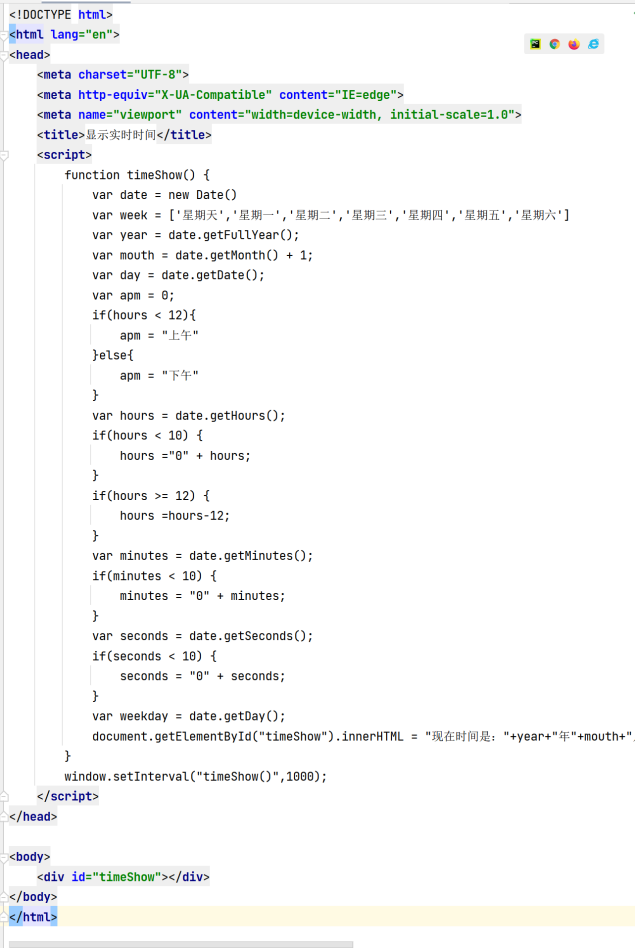 <!DOCTYPE html>
<html lang="en">
<head>
    <meta charset="UTF-8">
    <meta http-equiv="X-UA-Compatible" content="IE=edge">
    <meta name="viewport" content="width=device-width, initial-scale=1.0">
    <title>显示实时时间</title>
    <script>
        function timeShow() {
            var date = new Date()
            var week = ['星期天','星期一','星期二','星期三','星期四','星期五','星期六']
            var year = date.getFullYear();
            var mouth = date.getMonth() + 1;
            var day = date.getDate();
            var apm = 0;
            if(hours < 12){
                apm = "上午"
            }else{
                apm = "下午"
            }
            var hours = date.getHours();
            if(hours < 10) {
                hours ="0" + hours;
            }
            if(hours >= 12) {
                hours =hours-12;
            }
            var minutes = date.getMinutes();
            if(minutes < 10) {
                minutes = "0" + minutes;
            }
            var seconds = date.getSeconds();
            if(seconds < 10) {
                seconds = "0" + seconds;
            }
            var weekday = date.getDay();
            document.getElementById("timeShow").innerHTML = "现在时间是："+year+"年"+mouth+"
        }
        window.setInterval("timeShow()",1000);
    </script>
</head>
<body>
    <div id="timeShow"></div>
</body>
</html>